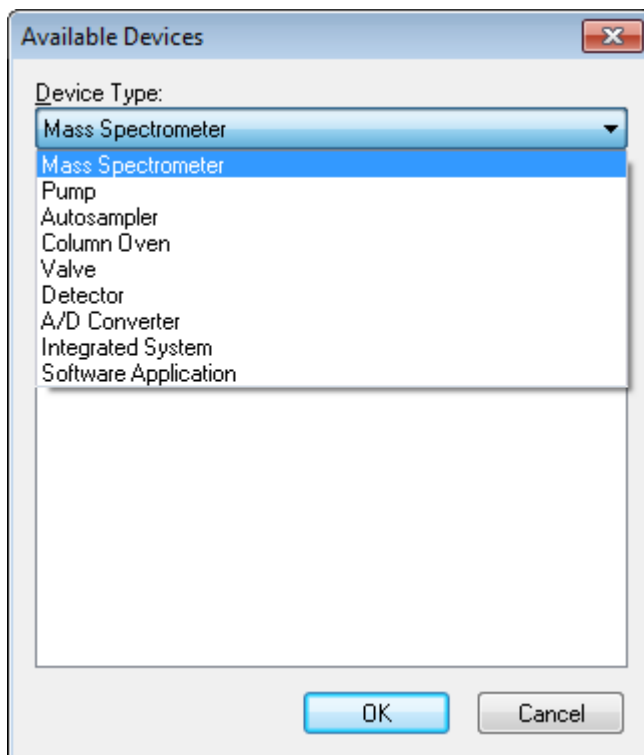 Available Devices
Device Type:
Mass Spectrometer
Mass Spectrometer
Pump
Autosampler
Column Oven
Valve
Detector
A/D Converter
Integrated System
Software Application
OK
Cancel